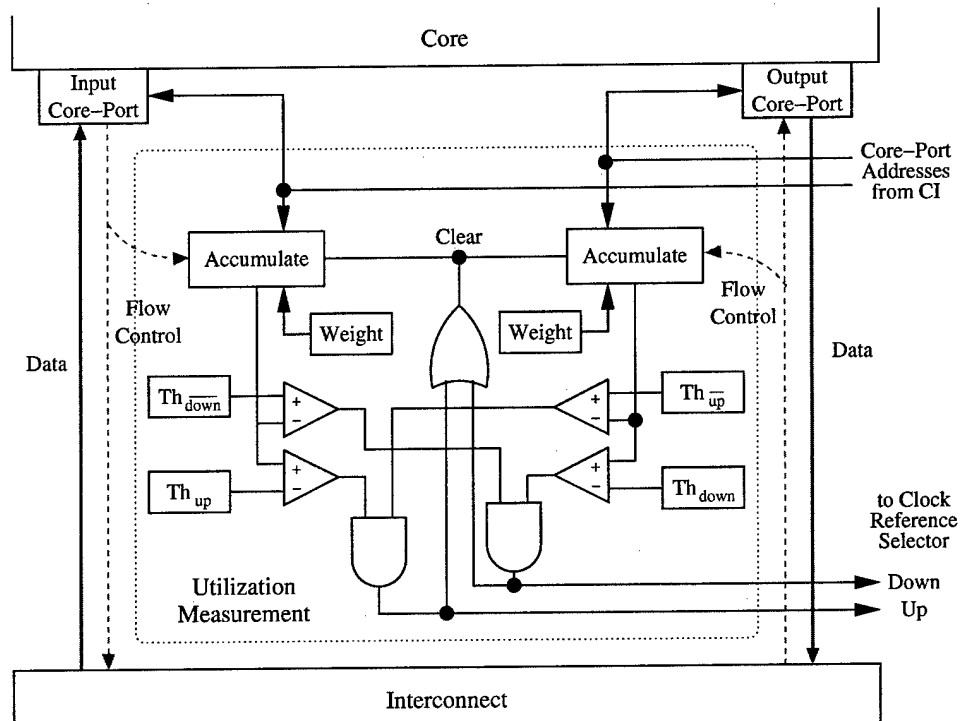 Core
Input
Core–Port
Output
Core–Port
Core–Port
Addresses
from CI
Clear
Accumulate
Accumulate
Flow
Control
Flow
Control
Weight
Weight
Data
Data
Th down
Th up
Th up
Th down
to Clock
Reference
Selector
Utilization
Measurement
Down
Up
Interconnect
+
−
+
−
+
−
+
−